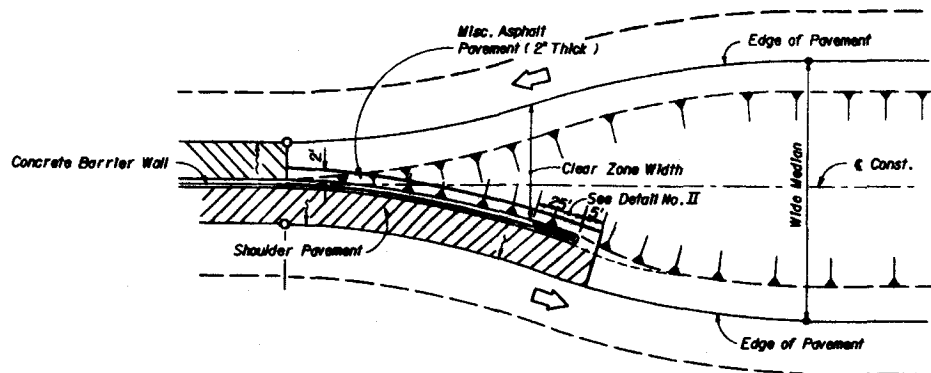 Misc. Asphalt
Pavement ( 2" Thick )
Edge of Pavement
Concrete Barrier Wall
2'
Clear Zone Width
℄ Const.
Wide Median
25'
5'
See Detail No. II
Shoulder Pavement
Edge of Pavement